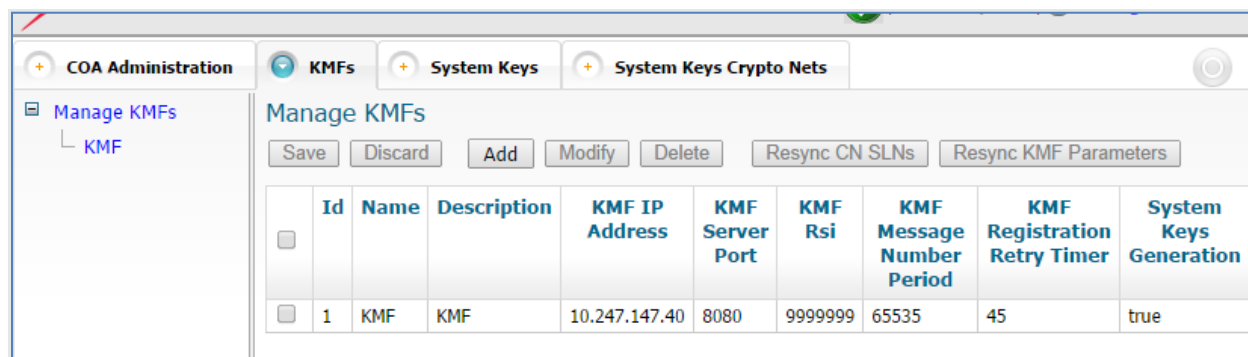 COA Administration KMFs System Keys System Keys Crypto Nets
Manage KMFs
KMF
Manage KMFs
Save Discard Add Modify Delete Resync CN SLNs Resync KMF Parameters
Id Name Description KMF IP Address KMF Server Port KMF Rsi KMF Message Number Period KMF Registration Retry Timer System Keys Generation
1 KMF KMF 10.247.147.40 8080 9999999 65535 45 true